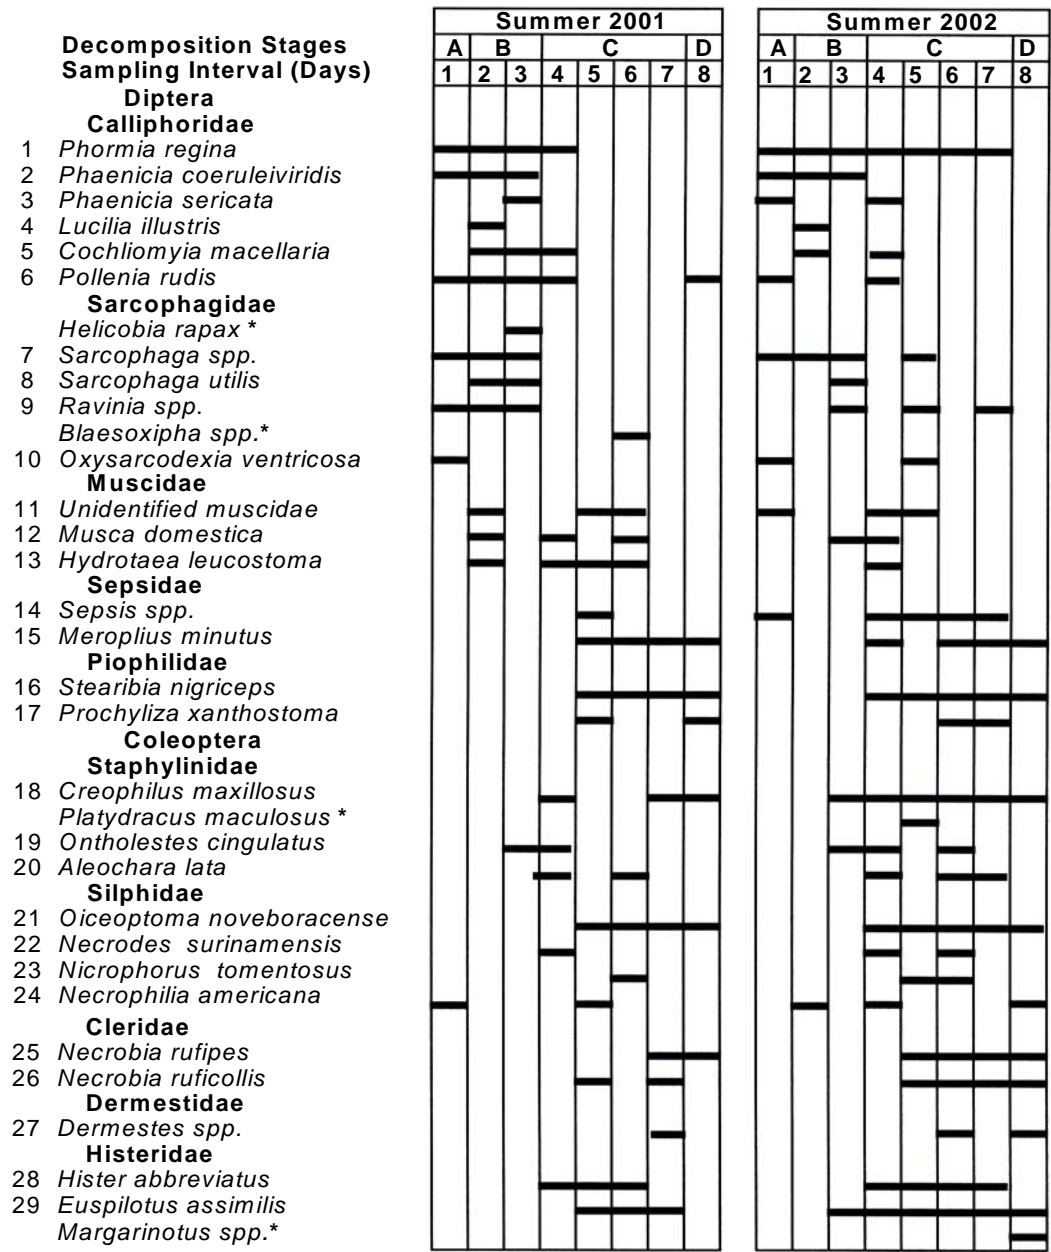 Summer 2001 Summer 2002
Decomposition Stages A B C D A B C D
Sampling Interval (Days) 1 2 3 4 5 6 7 8 1 2 3 4 5 6 7 8
Diptera
Calliphoridae
1 Phormia regina
2 Phaenicia coeruleiviridis
3 Phaenicia sericata
4 Lucilia illustris
5 Cochliomyia macellaria
6 Pollenia rudis
Sarcophagidae
Helicobia rapax *
7 Sarcophaga spp.
8 Sarcophaga utilis
9 Ravinia spp.
Blaesoxipha spp.*
10 Oxysarcodexia ventricosa
Muscidae
11 Unidentified muscidae
12 Musca domestica
13 Hydrotaea leucostoma
Sepsidae
14 Sepsis spp.
15 Meroplius minutus
Piophilidae
16 Stearibia nigriceps
17 Prochyliza xanthostoma
Coleoptera
Staphylinidae
18 Creophilus maxillosus
Platydracus maculosus *
19 Ontholestes cingulatus
20 Aleochara lata
Silphidae
21 Oiceoptoma noveboracense
22 Necrodes surinamensis
23 Nicrophorus tomentosus
24 Necrophilia americana
Cleridae
25 Necrobia rufipes
26 Necrobia ruficollis
Dermestidae
27 Dermestes spp.
Histeridae
28 Hister abbreviatus
29 Euspilotus assimilis
Margarinotus spp.*